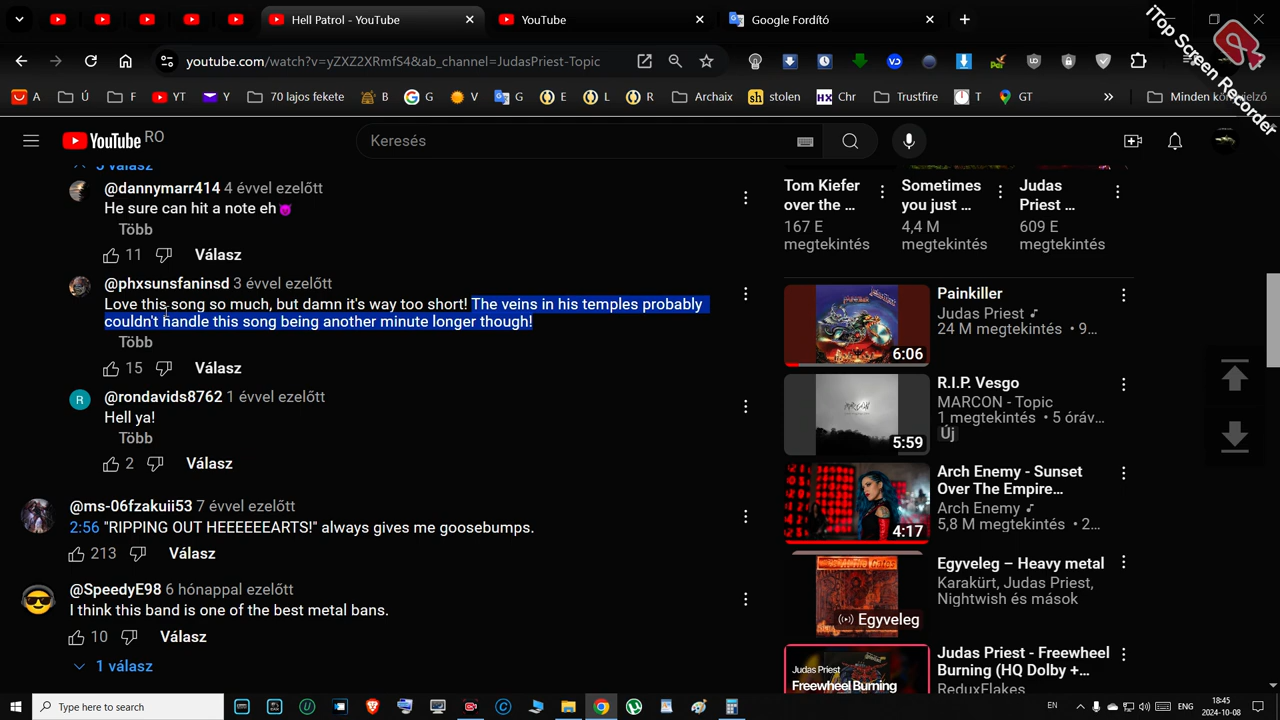 Hell Patrol - YouTube
YouTube
Google Fordító
iTop Screen Recorder
youtube.com/watch?v=yZXZ2XRmfS4&ab_channel=JudasPriest-Topic
A
Ú
F
YT
Y
70 lajos fekete
B
G
V
G
E
L
R
Archaix
sh
stolen
HX
Chr
Trustfire
T
GT
»
YouTube RO
Keresés
@dannymarr414 4 évvel ezelőtt
He sure can hit a note eh😈
Több
11
Válasz
@phxsunsfaninsd 3 évvel ezelőtt
Love this song so much, but damn it's way too short! The veins in his temples probably
couldn't handle this song being another minute longer though!
Több
15
Válasz
R
@rondavids8762 1 évvel ezelőtt
Hell ya!
Több
2
Válasz
@ms-06fzakuii53 7 évvel ezelőtt
2:56 "RIPPING OUT HEEEEEARTS!" always gives me goosebumps.
213
Válasz
@SpeedyE98 6 hónappal ezelőtt
I think this band is one of the best metal bans.
10
Válasz
1 válasz
Tom Kiefer
over the ...
167 E
megtekintés
Sometimes
you just ...
4,4 M
megtekintés
Judas
Priest ...
609 E
megtekintés
6:06
Painkiller
Judas Priest
24 M megtekintés • 9...
5:59
R.I.P. Vesgo
MARCON - Topic
1 megtekintés • 5 óráv...
Új
4:17
Arch Enemy - Sunset
Over The Empire...
Arch Enemy
5,8 M megtekintés • 2...
Egyveleg
Egyveleg – Heavy metal
Karakürt, Judas Priest,
Nightwish és mások
Judas Priest
Freewheel Burning
Judas Priest - Freewheel
Burning (HQ Dolby + ...
ReduxFlakes
Type here to search
EN
18:45
2024-10-08